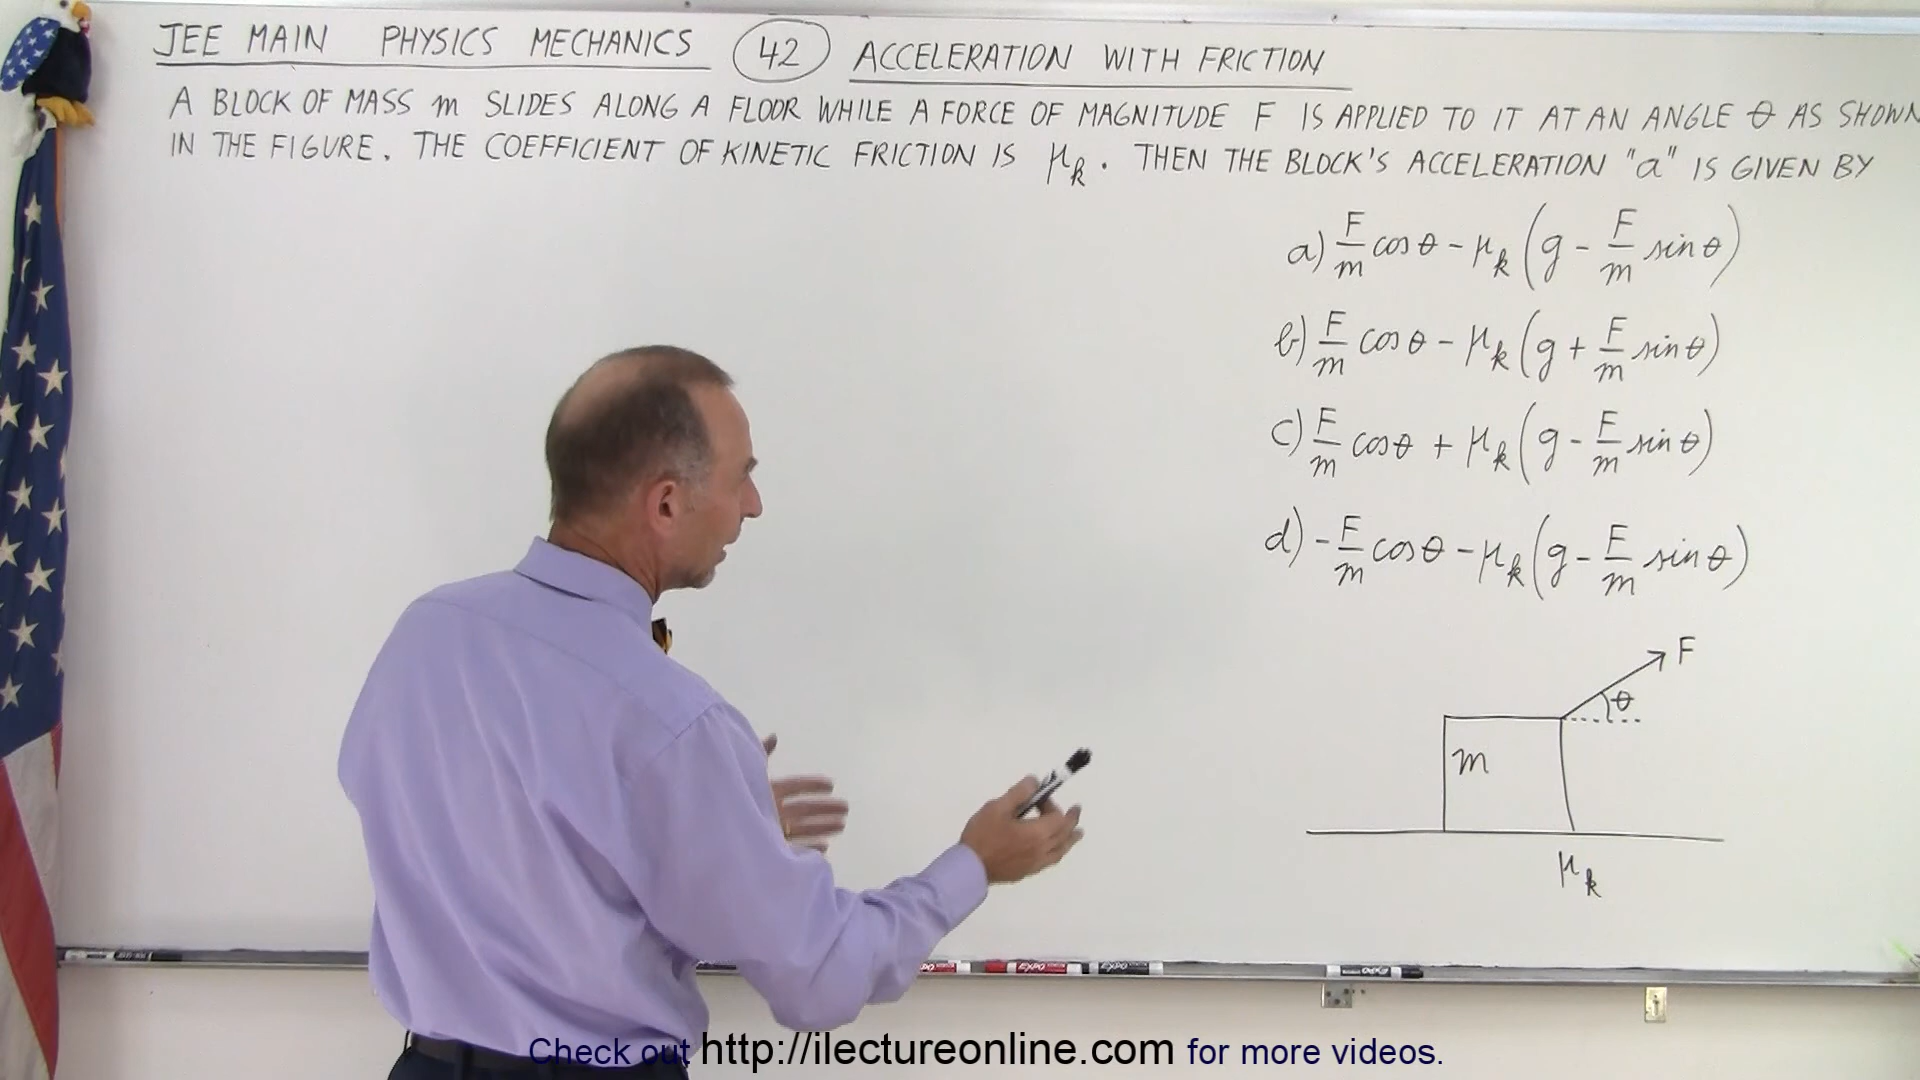 JEE MAIN PHYSICS MECHANICS 42 ACCELERATION WITH FRICTION
A BLOCK OF MASS m SLIDES ALONG A FLOOR WHILE A FORCE OF MAGNITUDE F IS APPLIED TO IT AT AN ANGLE θ AS SHOWN
IN THE FIGURE. THE COEFFICIENT OF KINETIC FRICTION IS μk. THEN THE BLOCK'S ACCELERATION "a" IS GIVEN BY
a) F/m cos θ - μk (g - F/m sin θ)
b) F/m cos θ - μk (g + F/m sin θ)
c) F/m cos θ + μk (g - F/m sin θ)
d) - F/m cos θ - μk (g - F/m sin θ)
F
θ
m
μk
EXPO EXPO
Check out http://ilectureonline.com for more videos.